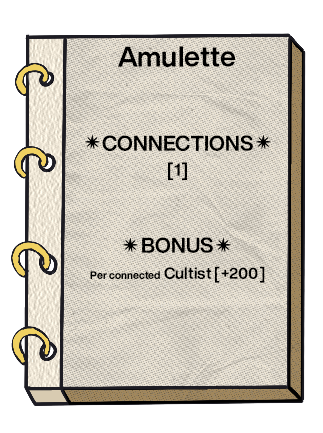 Amulette
✷CONNECTIONS✷
[1]
✷BONUS✷
Per connected Cultist [+200]